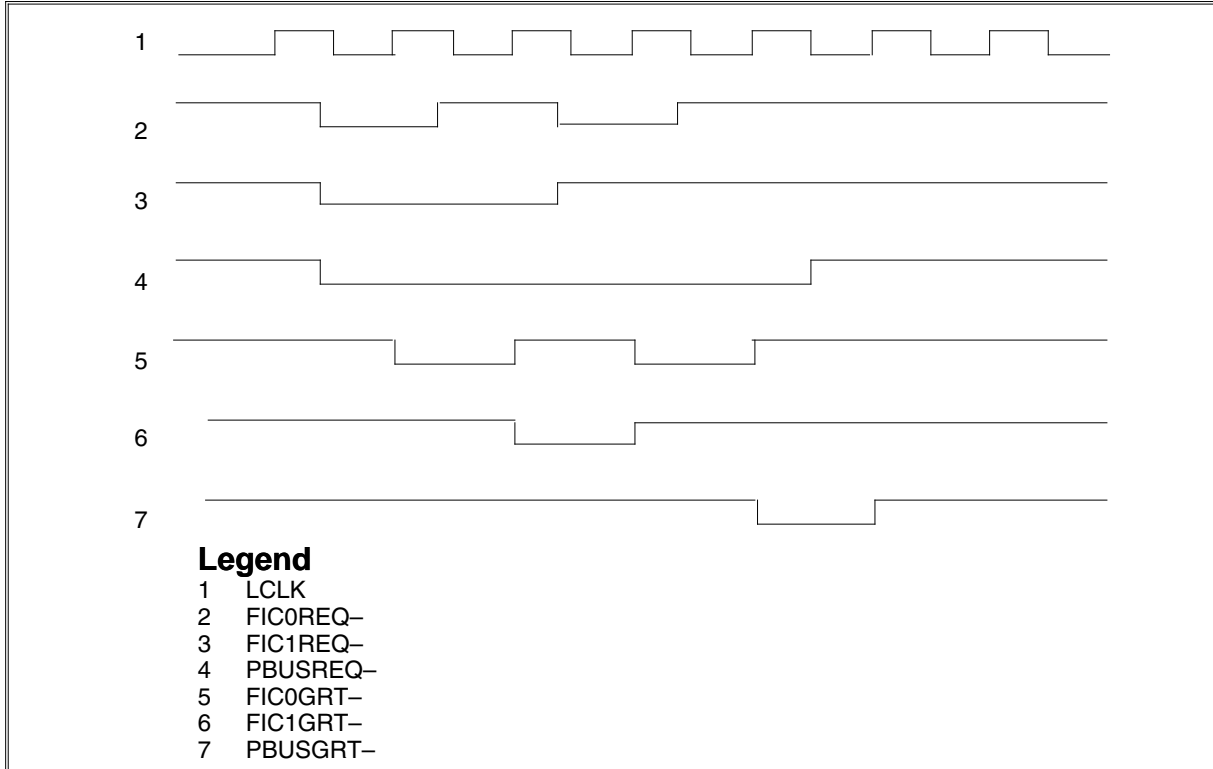 1
2
3
4
5
6
7
Legend
1 LCLK
2 FIC0REQ–
3 FIC1REQ–
4 PBUSREQ–
5 FIC0GRT–
6 FIC1GRT–
7 PBUSGRT–